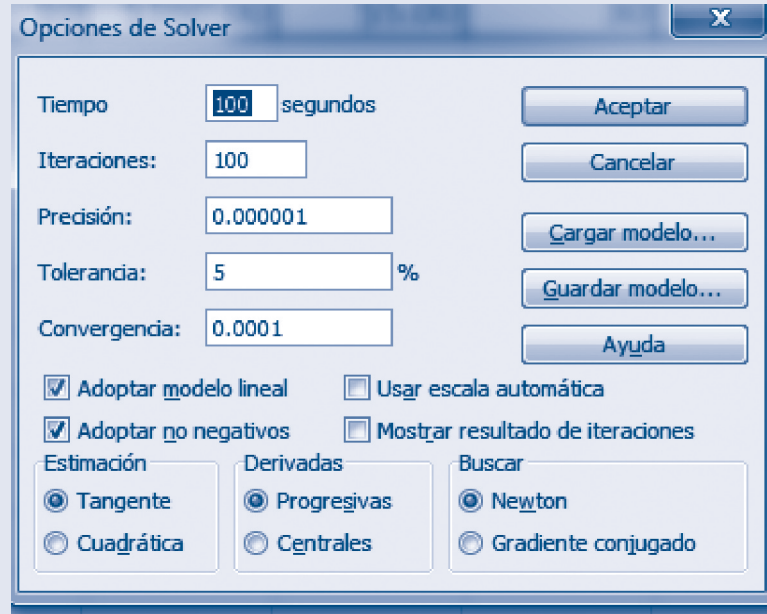 Opciones de Solver
x
Tiempo 100 segundos
Aceptar
Iteraciones: 100
Cancelar
Precisión: 0.000001
Cargar modelo...
Tolerancia: 5 %
Guardar modelo...
Convergencia: 0.0001
Ayuda
Adoptar modelo lineal
Usar escala automática
Adoptar no negativos
Mostrar resultado de iteraciones
Estimación
Tangente
Cuadrática
Derivadas
Progresivas
Centrales
Buscar
Newton
Gradiente conjugado